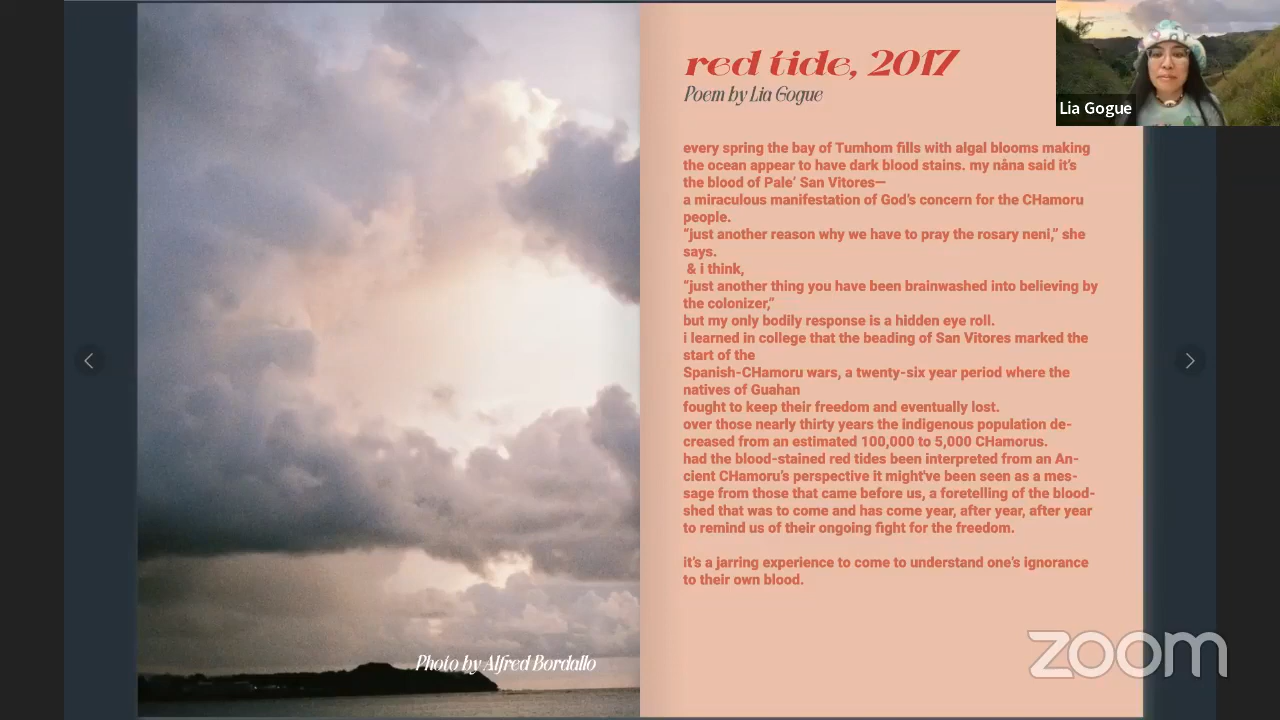 red tide, 2017
Poem by Lia Gogue
Lia Gogue
every spring the bay of Tumhom fills with algal blooms making
the ocean appear to have dark blood stains. my nåna said it's
the blood of Pale' San Vitores—
a miraculous manifestation of God's concern for the CHamoru
people.
"just another reason why we have to pray the rosary neni," she
says.
& i think,
"just another thing you have been brainwashed into believing by
the colonizer,"
but my only bodily response is a hidden eye roll.
i learned in college that the beading of San Vitores marked the
start of the
Spanish-CHamoru wars, a twenty-six year period where the
natives of Guahan
fought to keep their freedom and eventually lost.
over those nearly thirty years the indigenous population de-
creased from an estimated 100,000 to 5,000 CHamorus.
had the blood-stained red tides been interpreted from an An-
cient CHamoru's perspective it might've been seen as a mes-
sage from those that came before us, a foretelling of the blood-
shed that was to come and has come year, after year, after year
to remind us of their ongoing fight for the freedom.
it's a jarring experience to come to understand one's ignorance
to their own blood.
Photo by Alfred Bordallo
zoom